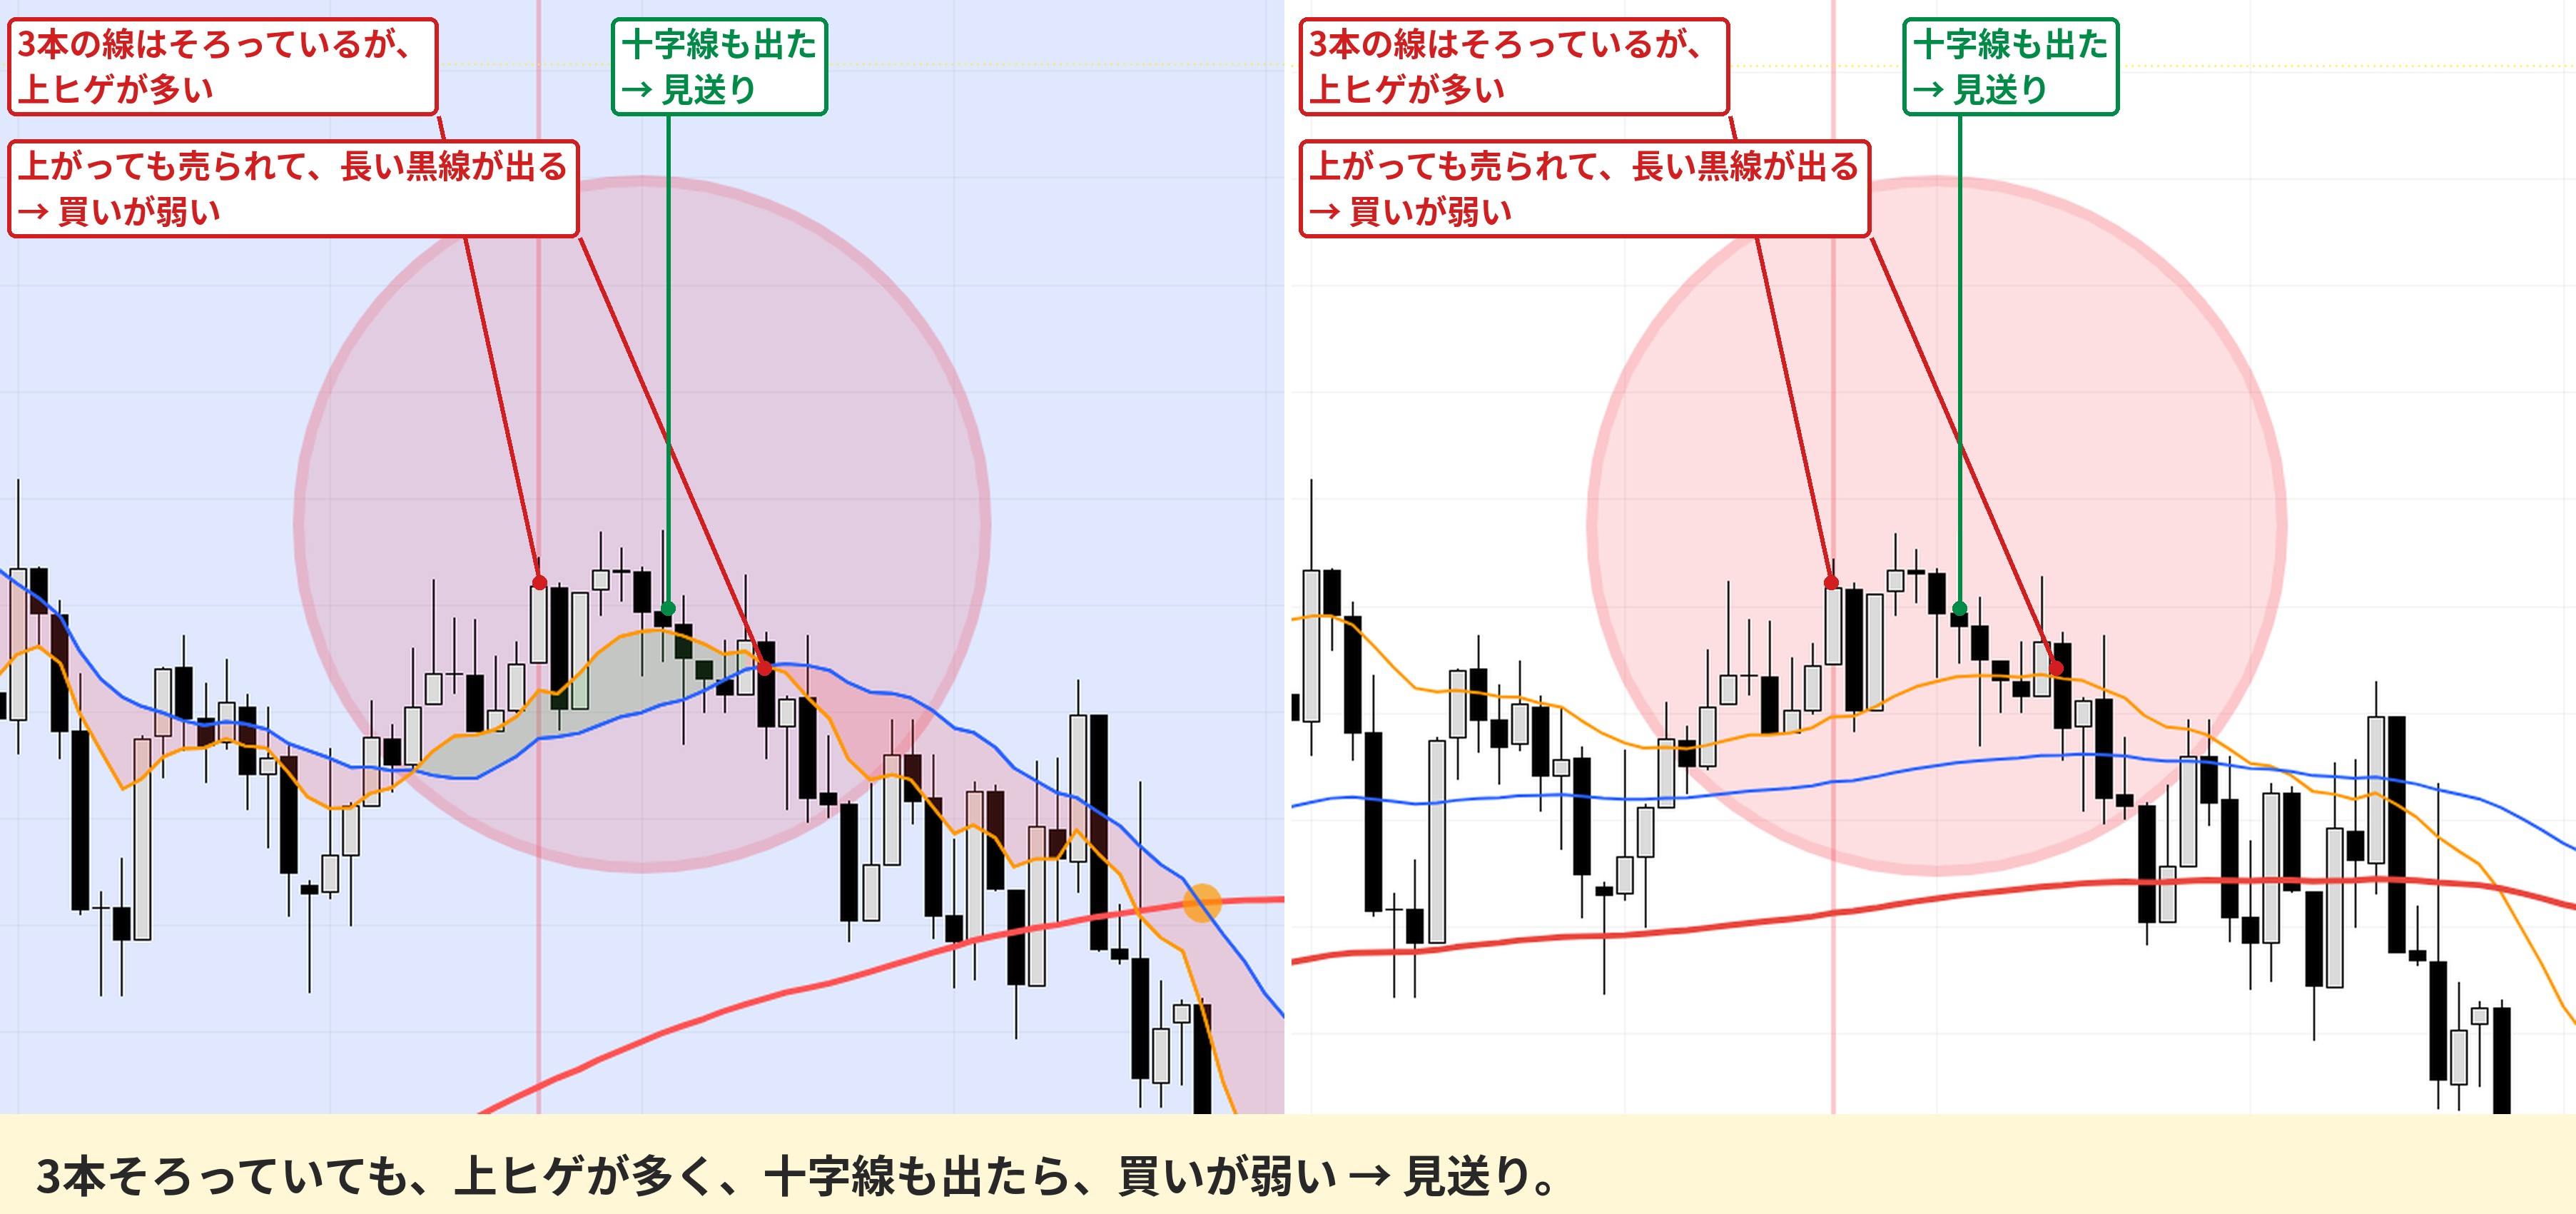 3本の線はそろっているが、
上ヒゲが多い
十字線も出た
→ 見送り
上がっても売られて、長い黒線が出る
→ 買いが弱い
3本の線はそろっているが、
上ヒゲが多い
十字線も出た
→ 見送り
上がっても売られて、長い黒線が出る
→ 買いが弱い
3本そろっていても、上ヒゲが多く、十字線も出たら、買いが弱い → 見送り。